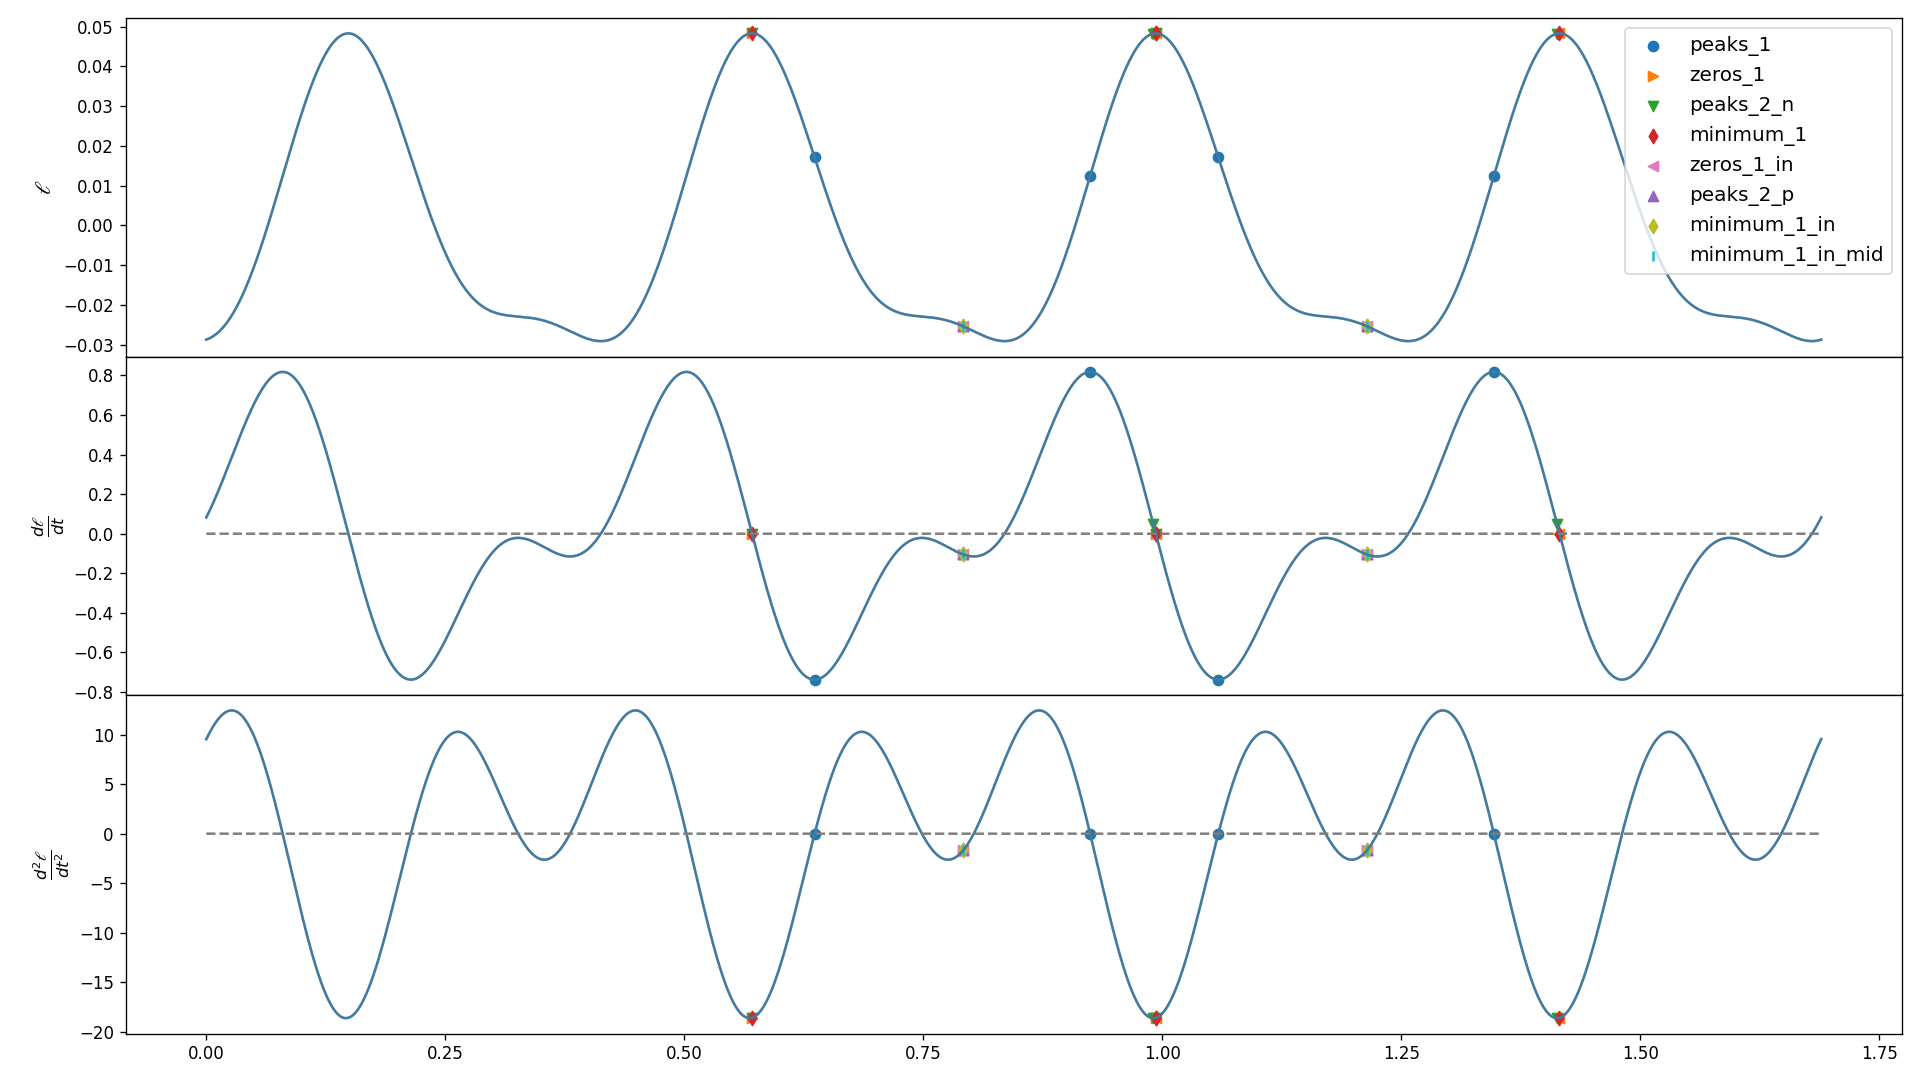 0.05
0.04
0.03
0.02
0.01
0.00
−0.01
−0.02
−0.03
ℓ
peaks_1
zeros_1
peaks_2_n
minimum_1
zeros_1_in
peaks_2_p
minimum_1_in
minimum_1_in_mid
0.8
0.6
0.4
0.2
0.0
−0.2
−0.4
−0.6
−0.8
dℓ
dt
10
5
0
−5
−10
−15
−20
d²ℓ
dt²
0.00 0.25 0.50 0.75 1.00 1.25 1.50 1.75